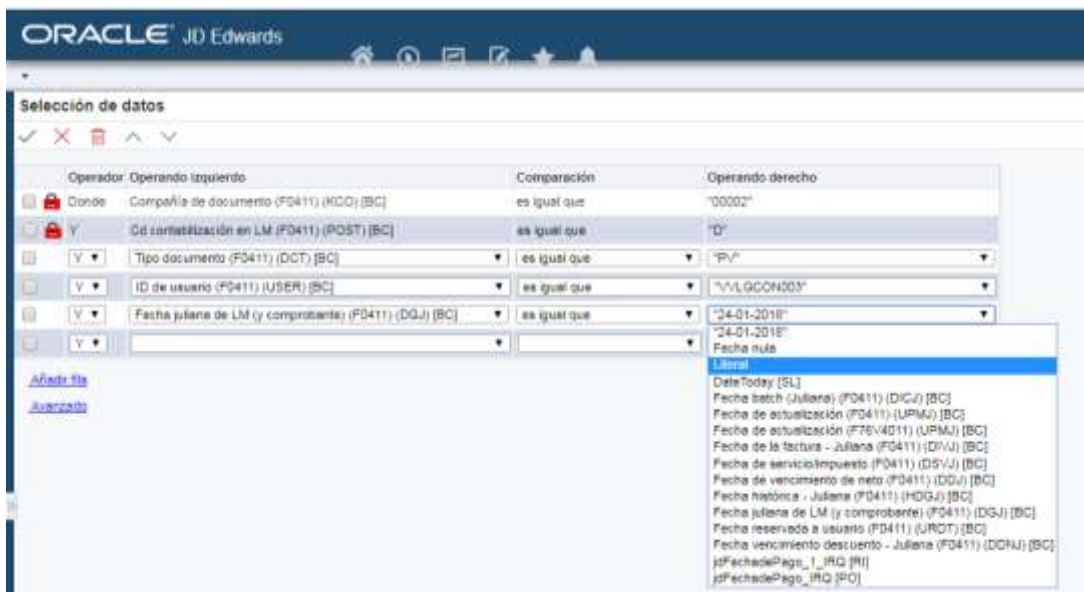 ORACLE® JD Edwards
Selección de datos
Operador Operando izquierdo Comparación Operando derecho
Donde Compañía de documento (F0411) (KCO) [BC] es igual que "00002"
Y Cd contabilización en LM (F0411) (POST) [BC] es igual que "D"
Y Tipo documento (F0411) (DCT) [BC] es igual que "PV"
Y ID de usuario (F0411) (USER) [BC] es igual que "VVLGCON003"
Y Fecha juliana de LM (y comprobante) (F0411) (DGJ) [BC] es igual que "24-01-2018"
Y
"24-01-2018"
Fecha nula
Literal
DateToday [SL]
Fecha batch (Juliana) (F0411) (DICJ) [BC]
Fecha de actualización (F0411) (UPMJ) [BC]
Fecha de actualización (F76V4011) (UPMJ) [BC]
Fecha de la factura - Juliana (F0411) (DIVJ) [BC]
Fecha de servicio/impuesto (F0411) (DSVJ) [BC]
Fecha de vencimiento de neto (F0411) (DDJ) [BC]
Fecha histórica - Juliana (F0411) (HDGJ) [BC]
Fecha juliana de LM (y comprobante) (F0411) (DGJ) [BC]
Fecha reservada a usuario (F0411) (URDT) [BC]
Fecha vencimiento descuento - Juliana (F0411) (DDNJ) [BC]
jdFechadePago_1_IRQ [RI]
jdFechadePago_IRQ [PO]
Añadir fila
Avanzado